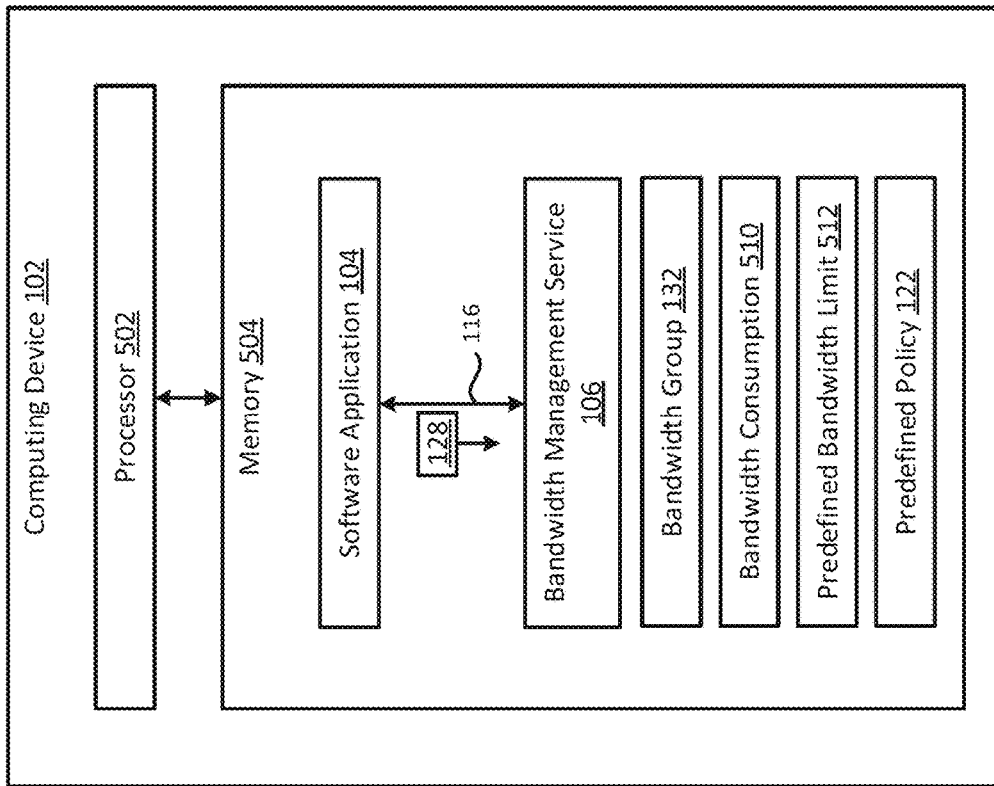 Computing Device 102
Processor 502
Memory 504
Software Application 104
128
116
Bandwidth Management Service
106
Bandwidth Group 132
Bandwidth Consumption 510
Predefined Bandwidth Limit 512
Predefined Policy 122